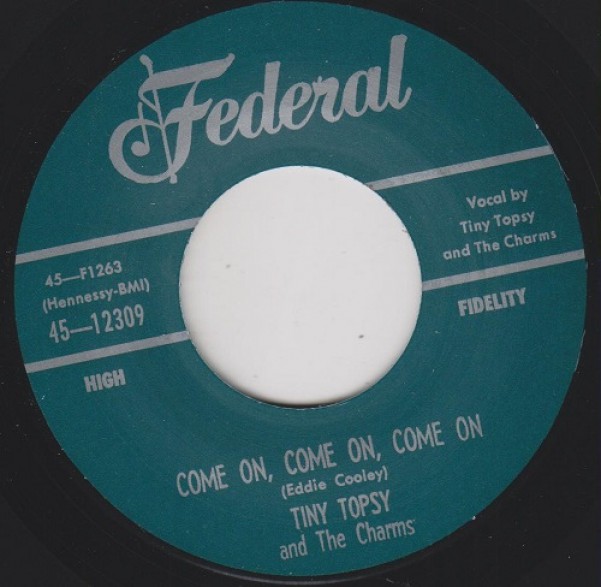 Federal
Vocal by
Tiny Topsy
and The Charms
45—F1263
(Hennessy-BMI)
45—12309
HIGH
FIDELITY
COME ON, COME ON, COME ON
(Eddie Cooley)
TINY TOPSY
and The Charms